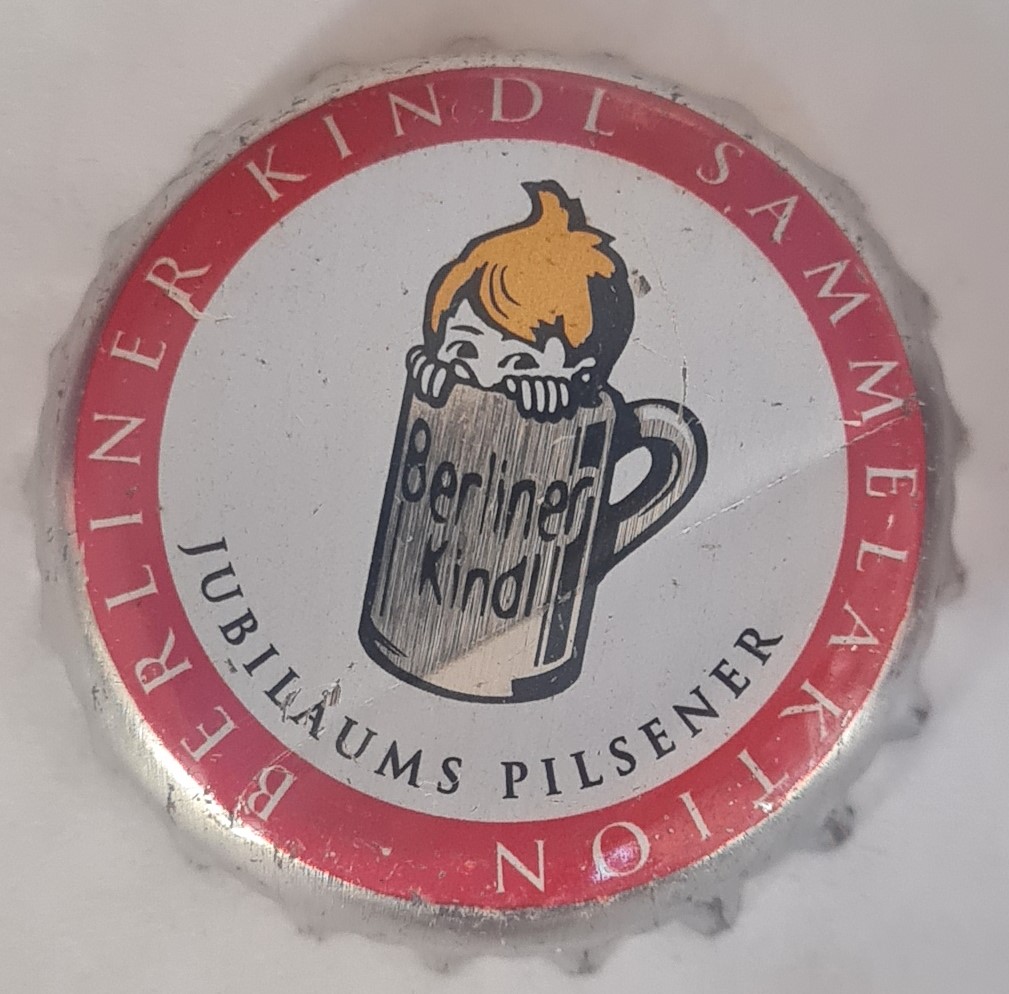 BERLINER KINDL SAMMELAKTION
Berliner
Kindl
JUBILÄUMS PILSENER